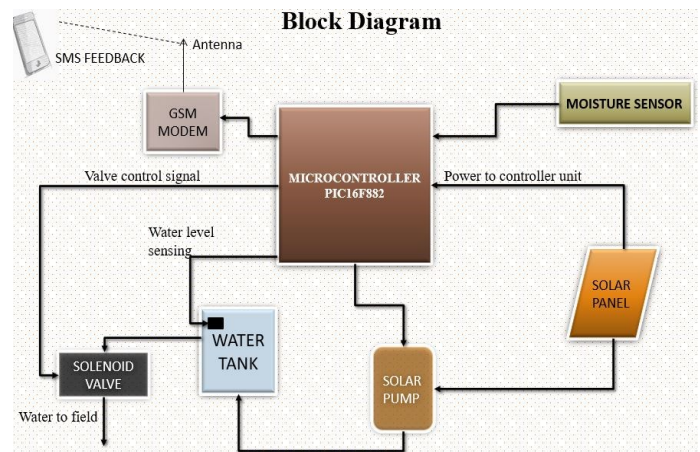 Block Diagram
Antenna
SMS FEEDBACK
GSM
MODEM
MOISTURE SENSOR
MICROCONTROLLER
PIC16F882
Valve control signal
Power to controller unit
Water level
sensing
SOLAR
PANEL
WATER
TANK
SOLENOID
VALVE
SOLAR
PUMP
Water to field